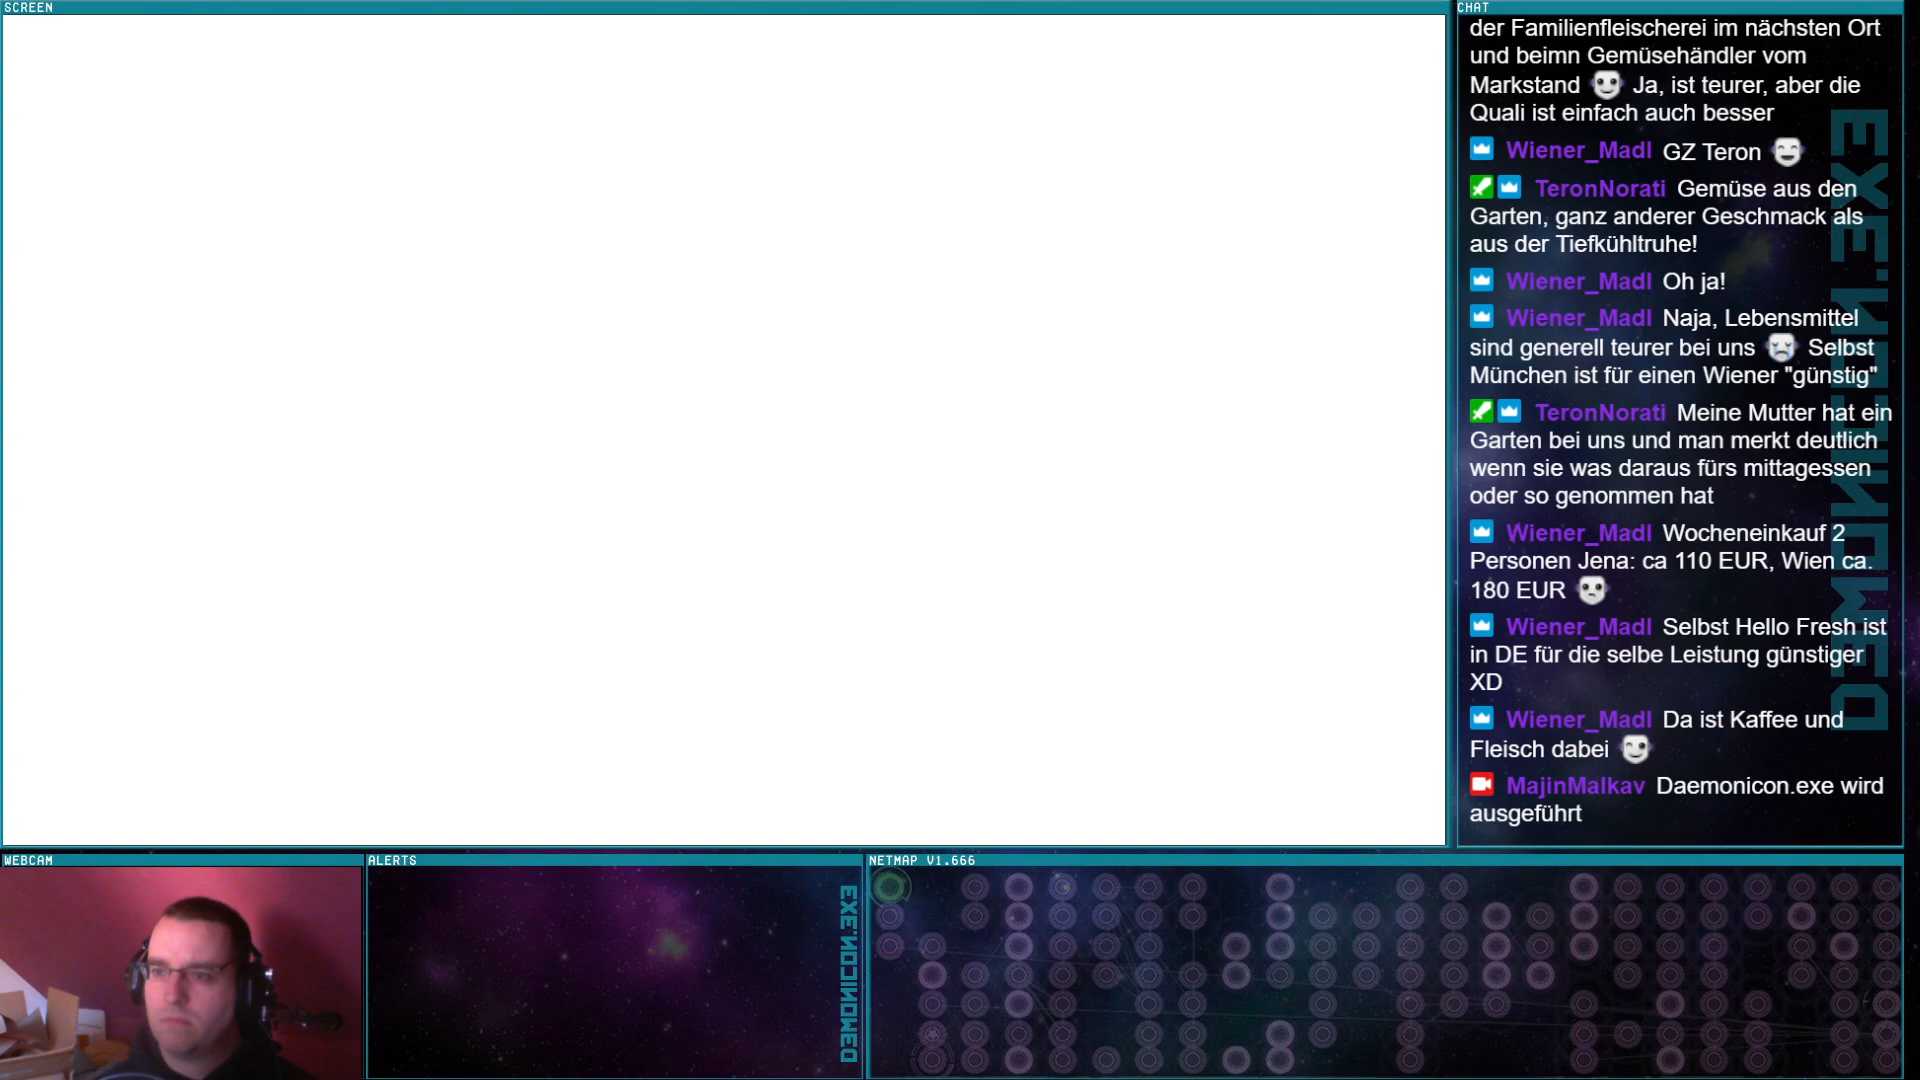 SCREEN
CHAT
der Familienfleischerei im nächsten Ort
und beimn Gemüsehändler vom
Markstand Ja, ist teurer, aber die
Quali ist einfach auch besser
Wiener_Madl GZ Teron
TeronNorati Gemüse aus den
Garten, ganz anderer Geschmack als
aus der Tiefkühltruhe!
Wiener_Madl Oh ja!
Wiener_Madl Naja, Lebensmittel
sind generell teurer bei uns Selbst
München ist für einen Wiener "günstig"
TeronNorati Meine Mutter hat ein
Garten bei uns und man merkt deutlich
wenn sie was daraus fürs mittagessen
oder so genommen hat
Wiener_Madl Wocheneinkauf 2
Personen Jena: ca 110 EUR, Wien ca.
180 EUR
Wiener_Madl Selbst Hello Fresh ist
in DE für die selbe Leistung günstiger
XD
Wiener_Madl Da ist Kaffee und
Fleisch dabei
MajinMalkav Daemonicon.exe wird
ausgeführt
WEBCAM
ALERTS
NETMAP V1.666